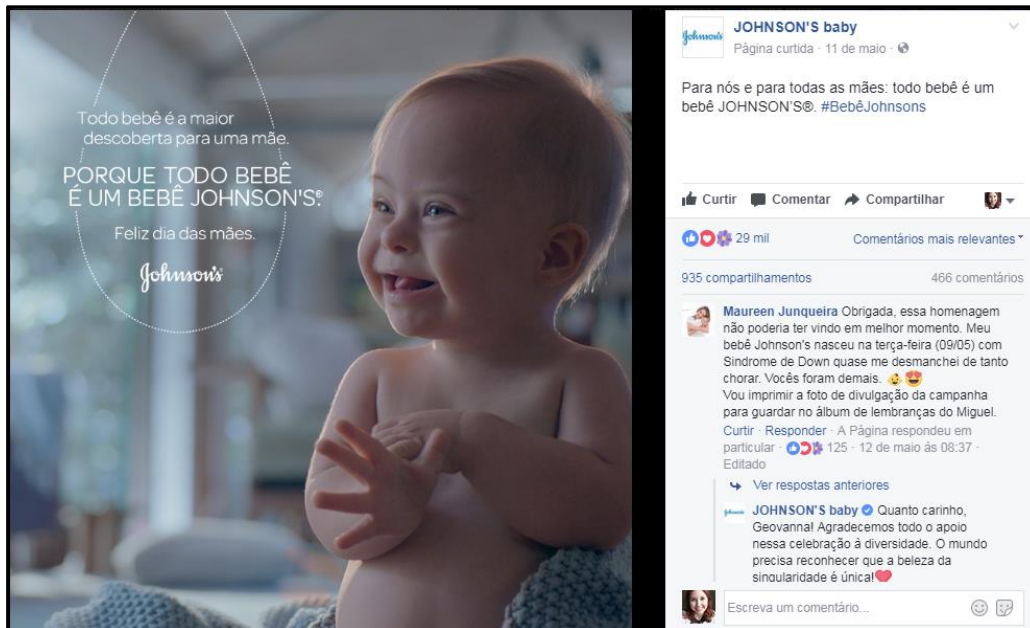 Todo bebê é a maior
descoberta para uma mãe.
PORQUE TODO BEBÊ
É UM BEBÊ JOHNSON'S®.
Feliz dia das mães.
Johnson's
Johnson's
JOHNSON'S baby
Página curtida · 11 de maio ·
Para nós e para todas as mães: todo bebê é um
bebê JOHNSON'S®. #BebêJohnsons
Curtir Comentar Compartilhar
29 mil Comentários mais relevantes
935 compartilhamentos 466 comentários
Maureen Junqueira Obrigada, essa homenagem
não poderia ter vindo em melhor momento. Meu
bebê Johnson's nasceu na terça-feira (09/05) com
Sindrome de Down quase me desmanchei de tanto
chorar. Vocês foram demais.
Vou imprimir a foto de divulgação da campanha
para guardar no álbum de lembranças do Miguel.
Curtir · Responder · A Página respondeu em
particular · 125 · 12 de maio às 08:37 ·
Editado
Ver respostas anteriores
Johnson's
JOHNSON'S baby Quanto carinho,
Geovanna! Agradecemos todo o apoio
nessa celebração à diversidade. O mundo
precisa reconhecer que a beleza da
singularidade é única!
Escreva um comentário...